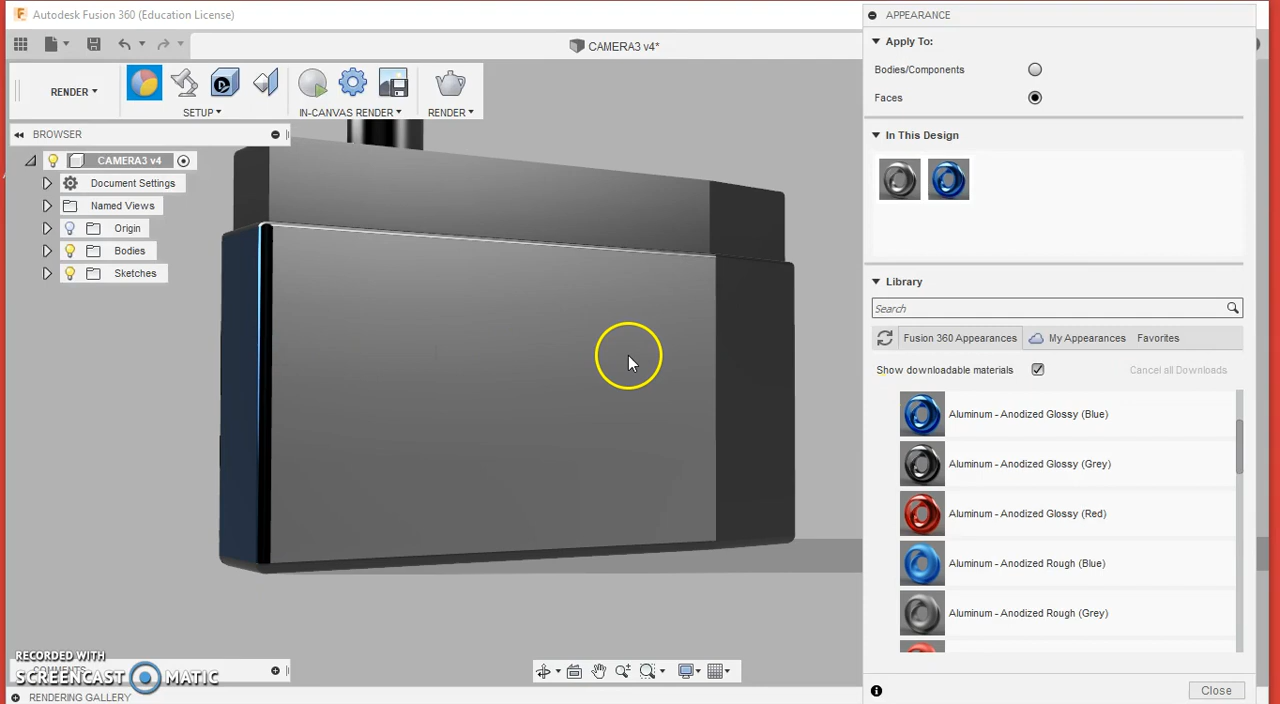 Autodesk Fusion 360 (Education License)
CAMERA3 v4*
RENDER
SETUP
IN-CANVAS RENDER
RENDER
BROWSER
CAMERA3 v4
Document Settings
Named Views
Origin
Bodies
Sketches
APPEARANCE
Apply To:
Bodies/Components
Faces
In This Design
Library
Search
Fusion 360 Appearances
My Appearances
Favorites
Show downloadable materials
Cancel all Downloads
Aluminum - Anodized Glossy (Blue)
Aluminum - Anodized Glossy (Grey)
Aluminum - Anodized Glossy (Red)
Aluminum - Anodized Rough (Blue)
Aluminum - Anodized Rough (Grey)
Close
RECORDED WITH
COMMENTS
SCREENCAST MATIC
RENDERING GALLERY